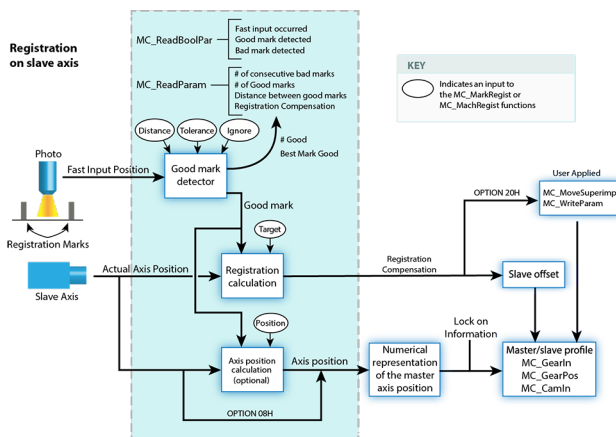 Registration
on slave axis
MC_ReadBoolPar
Fast input occurred
Good mark detected
Bad mark detected
MC_ReadParam
# of consecutive bad marks
# of Good marks
Distance between good marks
Registration Compensation
KEY
Indicates an input to
the MC_MarkRegist or
MC_MachRegist functions
Distance
Tolerance
Ignore
# Good
Best Mark Good
Photo
Fast Input Position
Good mark
detector
Registration Marks
Good mark
Target
User Applied
MC_MoveSuperimp
MC_WriteParam
OPTION 20H
Slave Axis
Actual Axis Position
Registration
calculation
Registration
Compensation
Slave offset
Position
Axis position
calculation
(optional)
Axis position
OPTION 08H
Numerical
representation
of the master
axis position
Lock on
Information
Master/slave profile
MC_GearIn
MC_GearPos
MC_CamIn